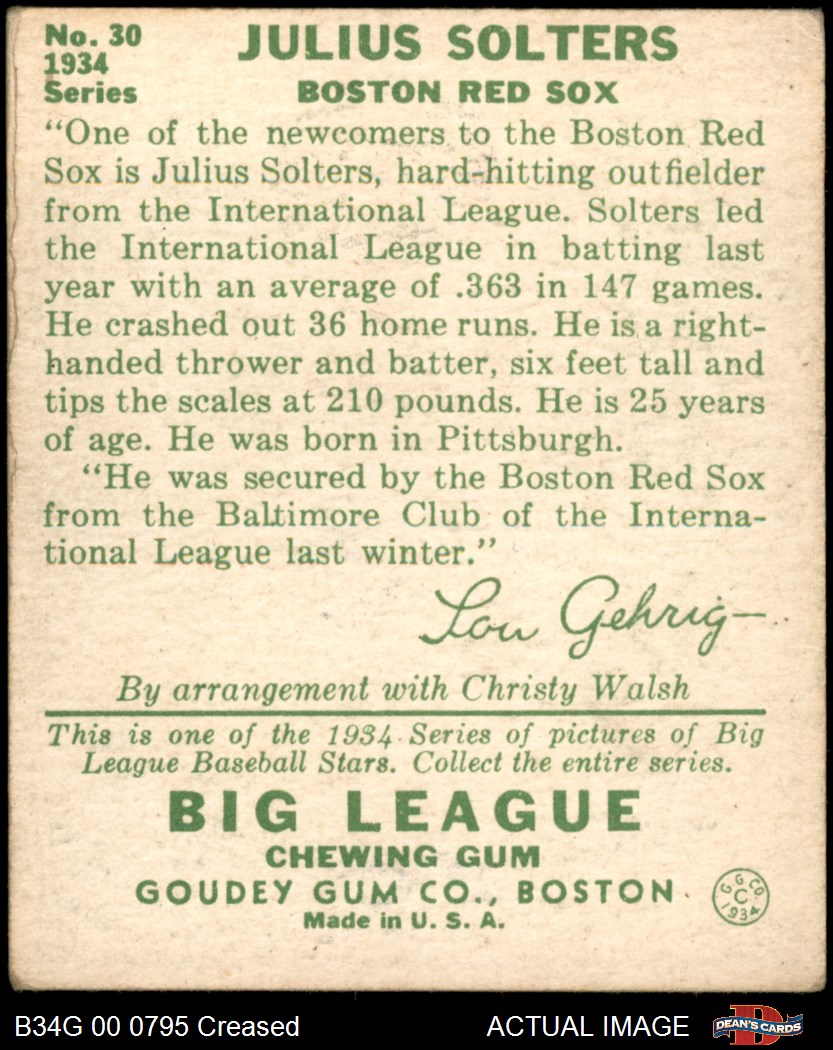 No. 30
1934
Series
JULIUS SOLTERS
BOSTON RED SOX
"One of the newcomers to the Boston Red
Sox is Julius Solters, hard-hitting outfielder
from the International League. Solters led
the International League in batting last
year with an average of .363 in 147 games.
He crashed out 36 home runs. He is a right-
handed thrower and batter, six feet tall and
tips the scales at 210 pounds. He is 25 years
of age. He was born in Pittsburgh.
"He was secured by the Boston Red Sox
from the Baltimore Club of the Interna-
tional League last winter."
Lou Gehrig
By arrangement with Christy Walsh
This is one of the 1934 Series of pictures of Big
League Baseball Stars. Collect the entire series.
BIG LEAGUE
CHEWING GUM
GOUDEY GUM CO., BOSTON
Made in U. S. A.
G G CO.
C
1934
B34G 00 0795 Creased
ACTUAL IMAGE
D
DEAN'S CARDS